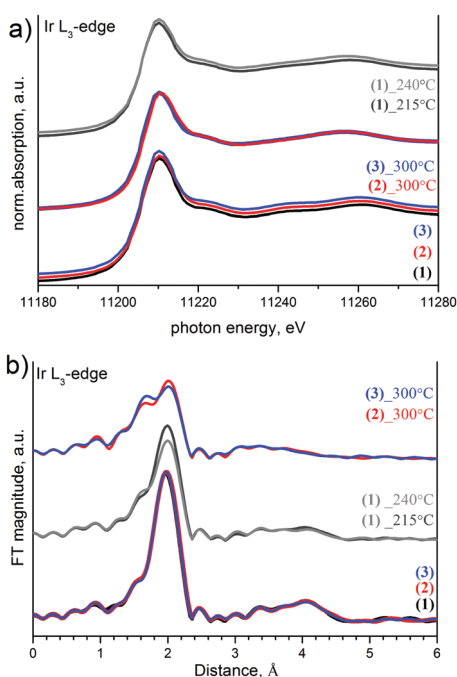 a)
Ir L₃-edge
norm.absorption, a.u.
(1)_240°C
(1)_215°C
(3)_300°C
(2)_300°C
(3)
(2)
(1)
11180 11200 11220 11240 11260 11280
photon energy, eV
b)
Ir L₃-edge
FT magnitude, a.u.
(3)_300°C
(2)_300°C
(1)_240°C
(1)_215°C
(3)
(2)
(1)
0 1 2 3 4 5 6
Distance, Å